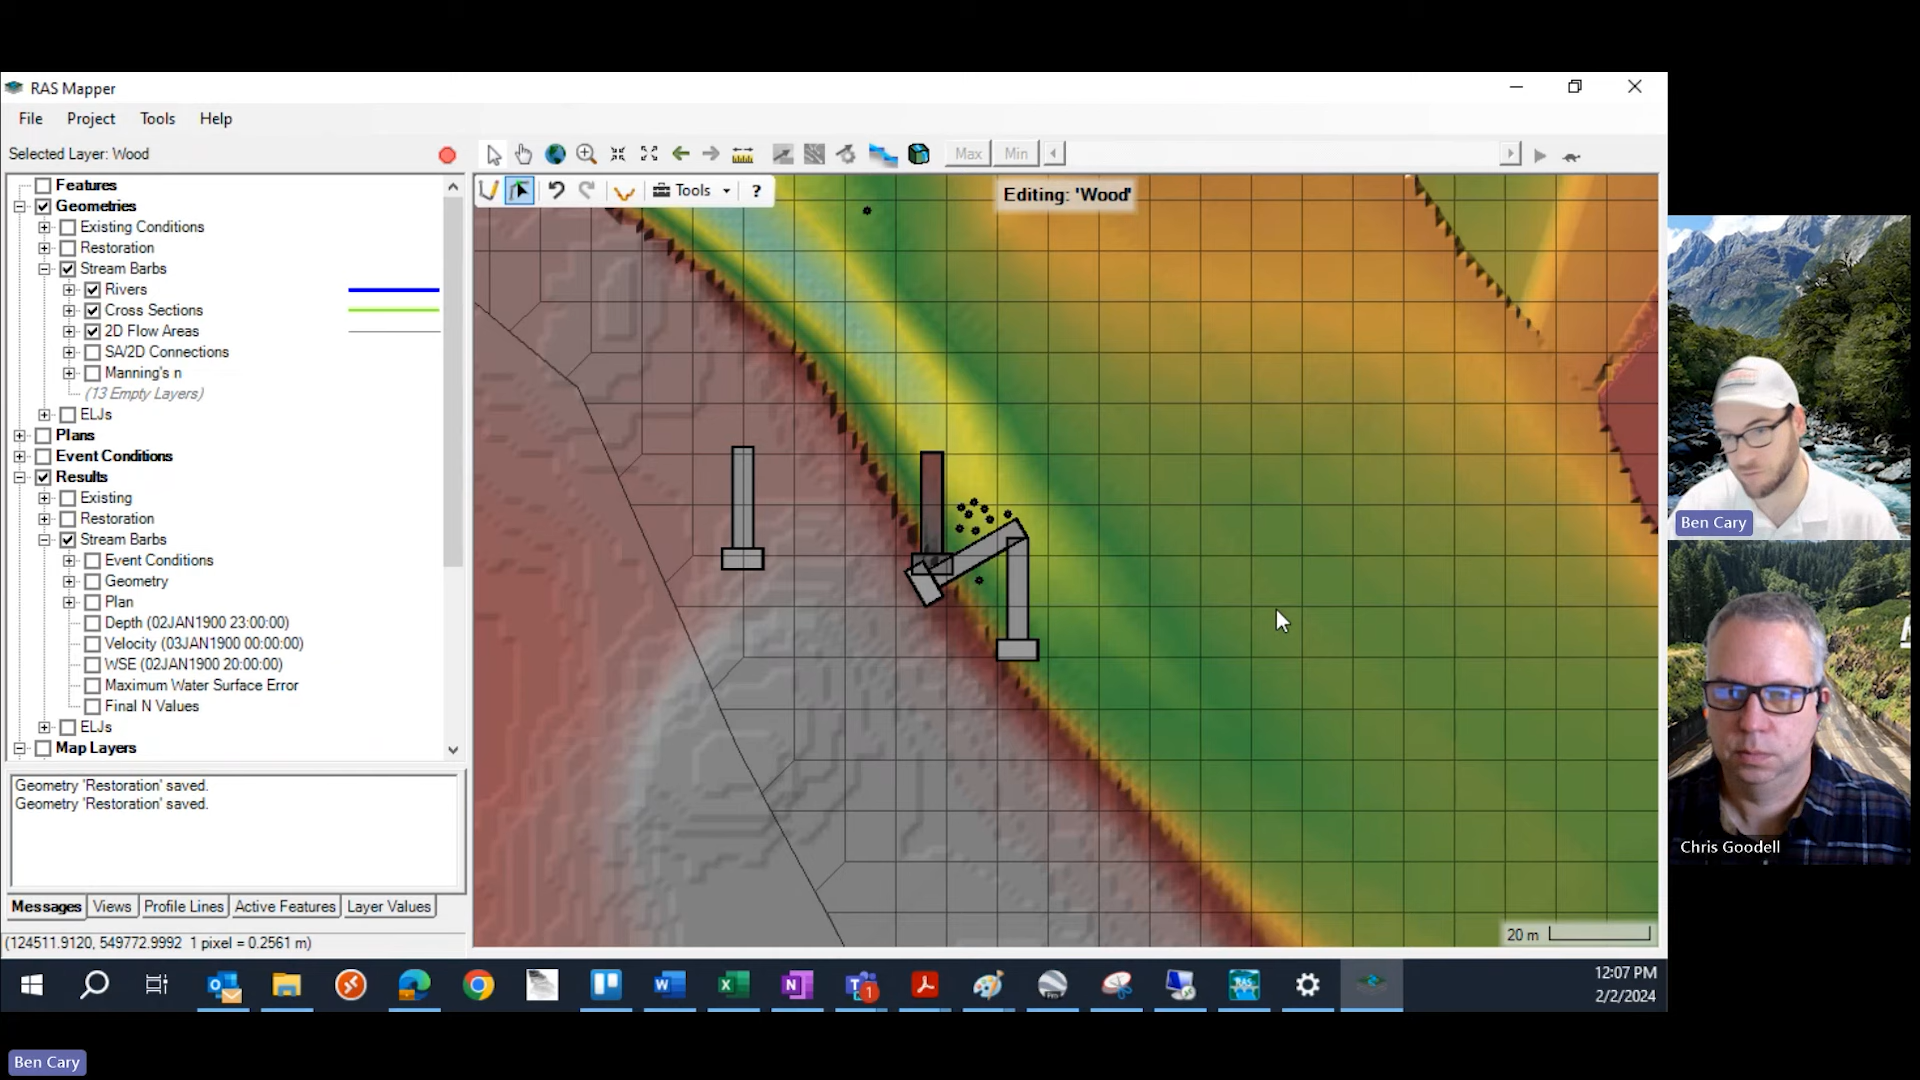 RAS Mapper
File Project Tools Help
Selected Layer: Wood
Max Min
Tools ?
Editing: 'Wood'
Features
Geometries
Existing Conditions
Restoration
Stream Barbs
Rivers
Cross Sections
2D Flow Areas
SA/2D Connections
Manning's n
(13 Empty Layers)
ELJs
Plans
Event Conditions
Results
Existing
Restoration
Stream Barbs
Event Conditions
Geometry
Plan
Depth (02JAN1900 23:00:00)
Velocity (03JAN1900 00:00:00)
WSE (02JAN1900 20:00:00)
Maximum Water Surface Error
Final N Values
ELJs
Map Layers
Geometry 'Restoration' saved.
Geometry 'Restoration' saved.
Messages Views Profile Lines Active Features Layer Values
(124511.9120, 549772.9992 1 pixel = 0.2561 m)
20 m
Ben Cary
Chris Goodell
12:07 PM
2/2/2024
Ben Cary